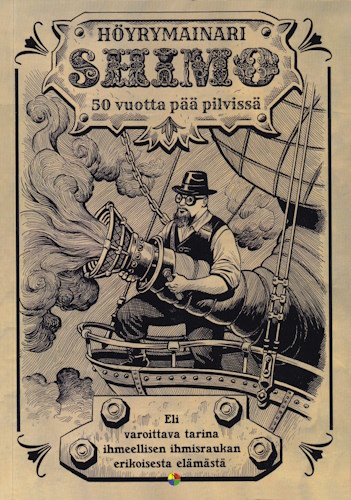 HÖYRYMAINARI
SHIMO
50 vuotta pää pilvissä
Eli
varoittava tarina
ihmeellisen ihmisraukan
erikoisesta elämästä